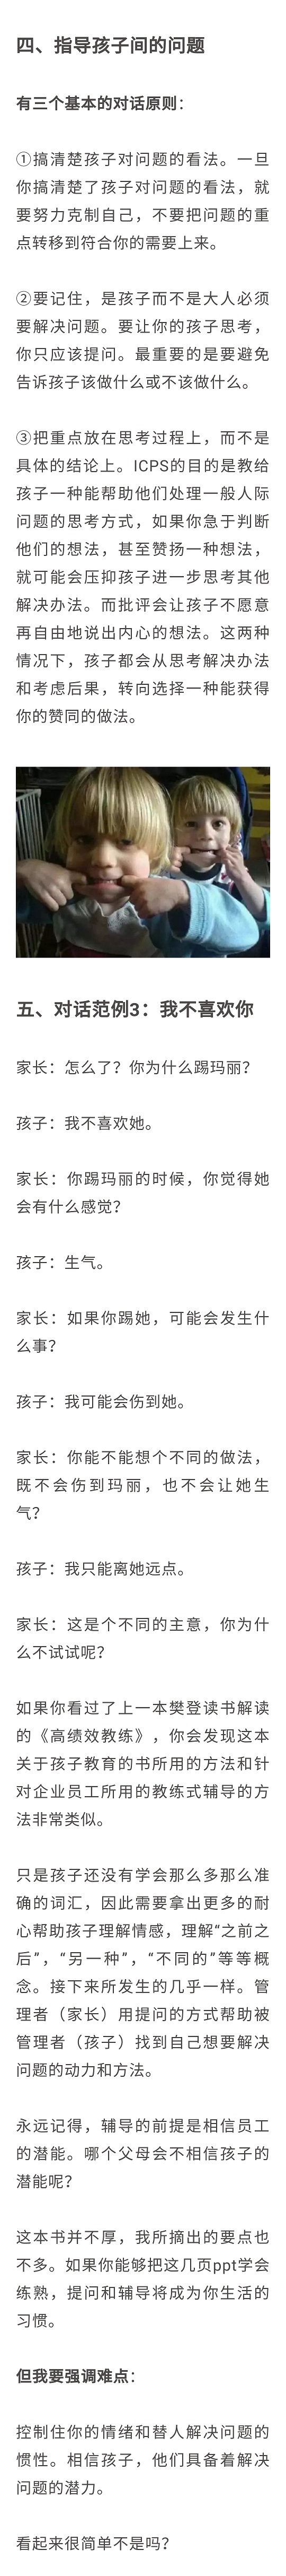 四、指导孩子间的问题
有三个基本的对话原则：
①搞清楚孩子对问题的看法。一旦
你搞清楚了孩子对问题的看法，就
要努力克制自己，不要把问题的重
点转移到符合你的需要上来。
②要记住，是孩子而不是大人必须
要解决问题。要让你的孩子思考，
你只应该提问。最重要的是要避免
告诉孩子该做什么或不该做什么。
③把重点放在思考过程上，而不是
具体的结论上。ICPS的目的是教给
孩子一种能帮助他们处理一般人际
问题的思考方式，如果你急于判断
他们的想法，甚至赞扬一种想法，
就可能会压抑孩子进一步思考其他
解决办法。而批评会让孩子不愿意
再自由地说出内心的想法。这两种
情况下，孩子都会从思考解决办法
和考虑后果，转向选择一种能获得
你的赞同的做法。
五、对话范例3：我不喜欢你
家长：怎么了？你为什么踢玛丽？
孩子：我不喜欢她。
家长：你踢玛丽的时候，你觉得她
会有什么感觉？
孩子：生气。
家长：如果你踢她，可能会发生什
么事？
孩子：我可能会伤到她。
家长：你能不能想个不同的做法，
既不会伤到玛丽，也不会让她生
气？
孩子：我只能离她远点。
家长：这是个不同的主意，你为什
么不试试呢？
如果你看过了上一本樊登读书解读
的《高绩效教练》，你会发现这本
关于孩子教育的书所用的方法和针
对企业员工所用的教练式辅导的方
法非常类似。
只是孩子还没有学会那么多那么准
确的词汇，因此需要拿出更多的耐
心帮助孩子理解情感，理解“之前之
后”，“另一种”，“不同的”等等概
念。接下来所发生的几乎一样。管
理者（家长）用提问的方式帮助被
管理者（孩子）找到自己想要解决
问题的动力和方法。
永远记得，辅导的前提是相信员工
的潜能。哪个父母会不相信孩子的
潜能呢？
这本书并不厚，我所摘出的要点也
不多。如果你能够把这几页ppt学会
练熟，提问和辅导将成为你生活的
习惯。
但我要强调难点：
控制住你的情绪和替人解决问题的
惯性。相信孩子，他们具备着解决
问题的潜力。
看起来很简单不是吗？